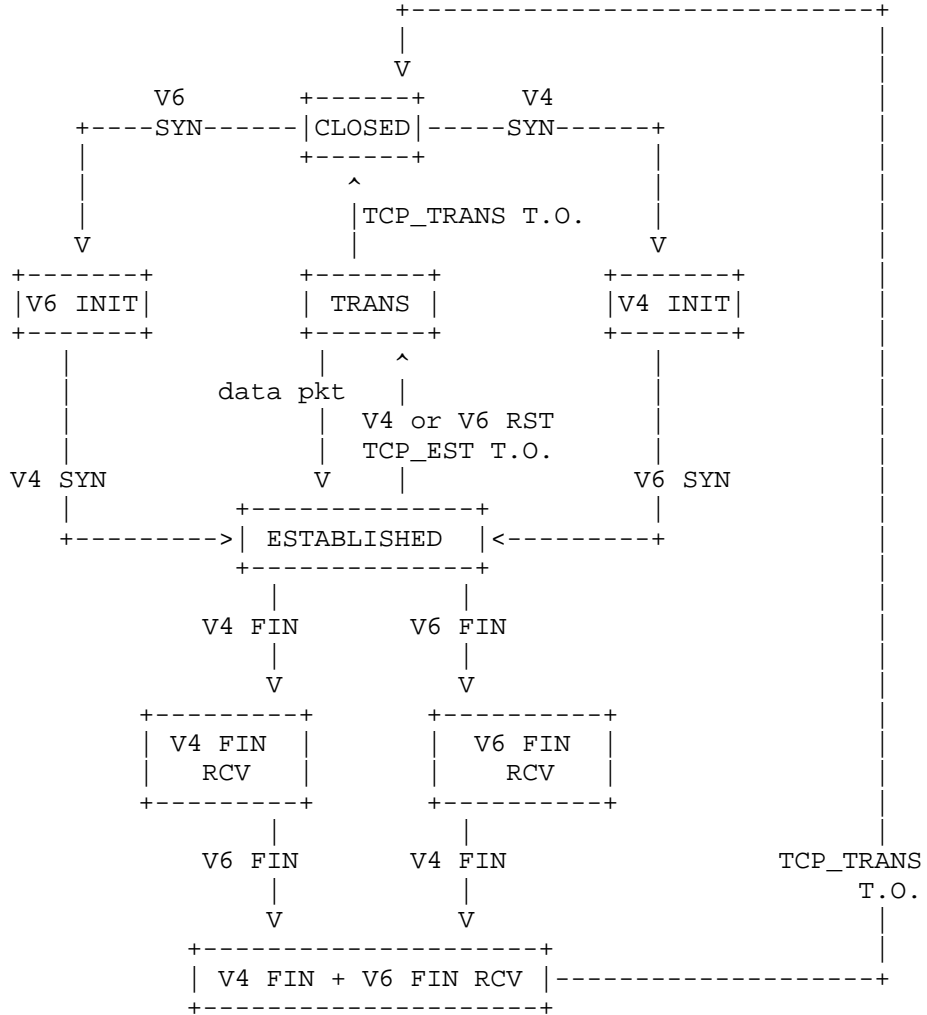 V6 V4
SYN CLOSED SYN
TCP_TRANS T.O.
V V
V6 INIT TRANS V4 INIT
data pkt
V4 or V6 RST
TCP_EST T.O.
V4 SYN V6 SYN
ESTABLISHED
V4 FIN V6 FIN
V4 FIN V6 FIN
RCV RCV
V6 FIN V4 FIN TCP_TRANS
T.O.
V4 FIN + V6 FIN RCV